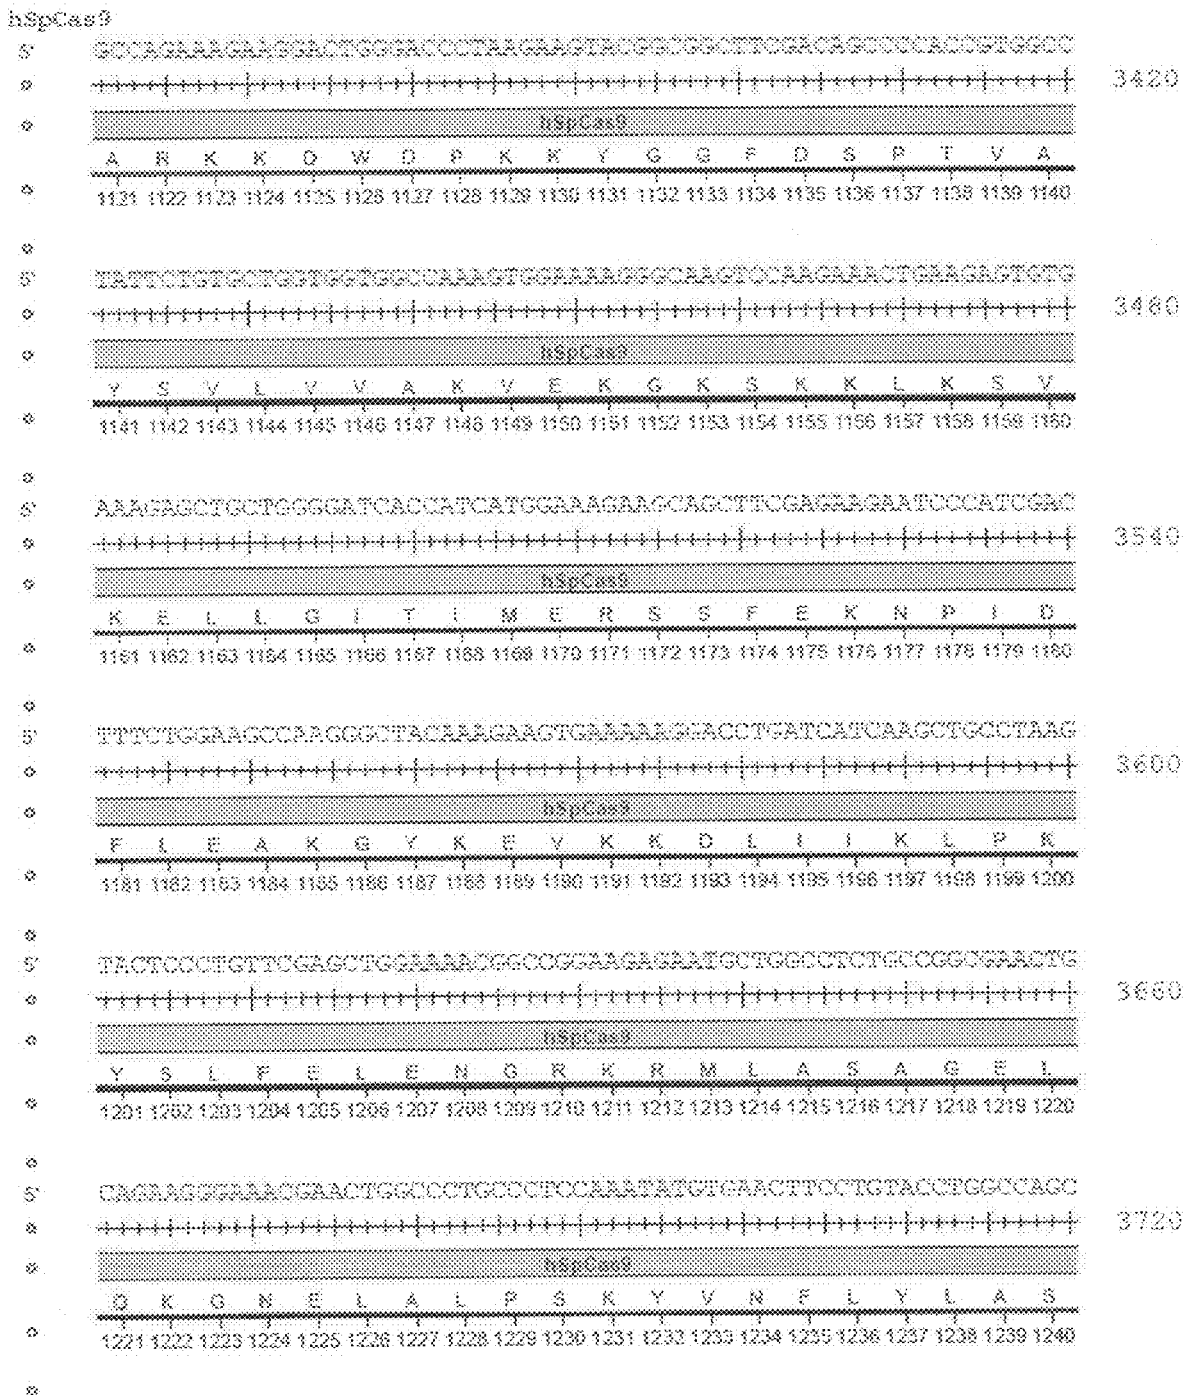 hSpCas9
5' GCCAGAAAGAAGGACTGGGACCCTAAGAAGTACGGCGGCTTCGACAGCCCCACCGTGGCC
3420
hSpCas9
A R K K D W D P K K Y G G F D S P T V A
1121 1122 1123 1124 1125 1126 1127 1128 1129 1130 1131 1132 1133 1134 1135 1136 1137 1138 1139 1140
5' TATTCTGTGCTGGTGGTGGCCAAAGTGGAAAAGGGCAAGTCCAAGAAACTGAAGAGTGTG
3480
hSpCas9
Y S V L V V A K V E K G K S K K L K S V
1141 1142 1143 1144 1145 1146 1147 1148 1149 1150 1151 1152 1153 1154 1155 1156 1157 1158 1159 1160
5' AAAGAGCTGCTGGGGATCACCATCATGGAAAGAAGCAGCTTCGAGAAGAATCCCATCGAC
3540
hSpCas9
K E L L G I T I M E R S S F E K N P I D
1161 1162 1163 1164 1165 1166 1167 1168 1169 1170 1171 1172 1173 1174 1175 1176 1177 1178 1179 1180
5' TTTCTGGAAGCCAAGGGCTACAAAGAAGTGAAAAAGGACCTGATCATCAAGCTGCCTAAG
3600
hSpCas9
F L E A K G Y K E V K K D L I I K L P K
1181 1182 1183 1184 1185 1186 1187 1188 1189 1190 1191 1192 1193 1194 1195 1196 1197 1198 1199 1200
5' TACTCCCTGTTCGAGCTGGAAAACGGCCGGAAGAGAATGCTGGCCTCTGCCGGCGAACTG
3660
hSpCas9
Y S L F E L E N G R K R M L A S A G E L
1201 1202 1203 1204 1205 1206 1207 1208 1209 1210 1211 1212 1213 1214 1215 1216 1217 1218 1219 1220
5' CAGAAGGGAAACGAACTGGCCCTGCCCTCCAAATATGTGAACTTCCTGTACCTGGCCAGC
3720
hSpCas9
Q K G N E L A L P S K Y V N F L Y L A S
1221 1222 1223 1224 1225 1226 1227 1228 1229 1230 1231 1232 1233 1234 1235 1236 1237 1238 1239 1240